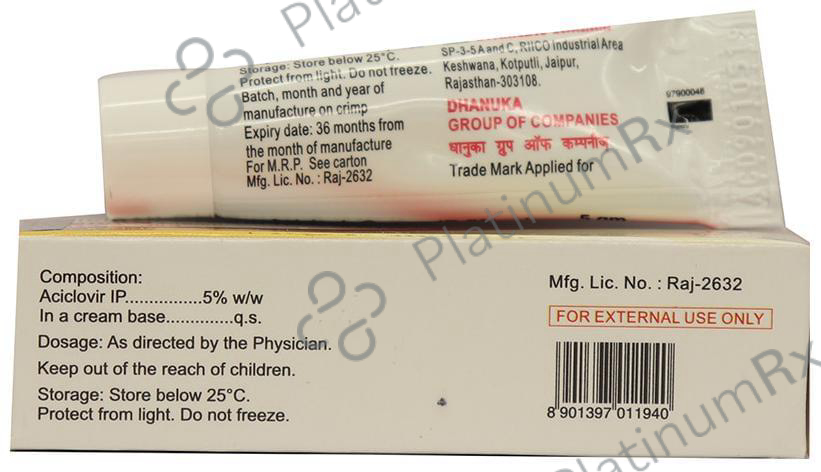 Storage: Store below 25°C.
Protect from light. Do not freeze.
Batch, month and year of
manufacture on crimp
Expiry date: 36 months from
the month of manufacture
For M.R.P. See carton
Mfg. Lic. No. : Raj-2632
SP-3-5 A and C, RIICO Industrial Area
Keshwana, Kotputli, Jaipur,
Rajasthan-303108.
DHANUKA
GROUP OF COMPANIES
धानुका ग्रुप ऑफ कम्पनीज़
Trade Mark Applied for
97900046
5 gm
Composition:
Aciclovir IP................5% w/w
In a cream base..............q.s.
Dosage: As directed by the Physician.
Keep out of the reach of children.
Storage: Store below 25°C.
Protect from light. Do not freeze.
Mfg. Lic. No. : Raj-2632
FOR EXTERNAL USE ONLY
8 901397 011940
PlatinumRx
PlatinumRx
PlatinumRx